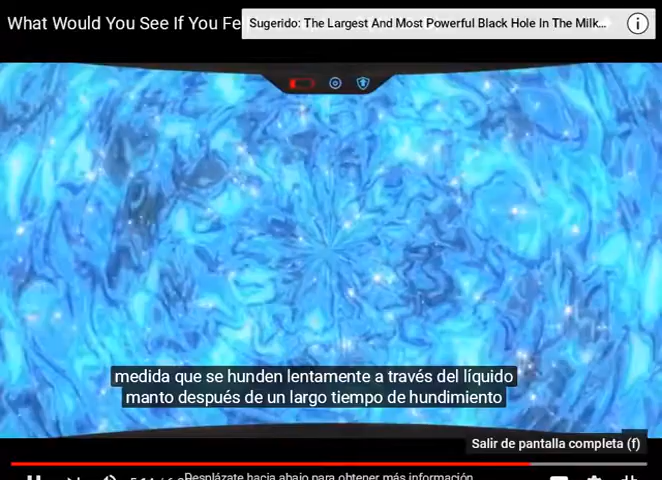 What Would You See If You Fe
Sugerido: The Largest And Most Powerful Black Hole In The Milk...
medida que se hunden lentamente a través del líquido
manto después de un largo tiempo de hundimiento
Salir de pantalla completa (f)
Desplázate hacia abajo para obtener más información